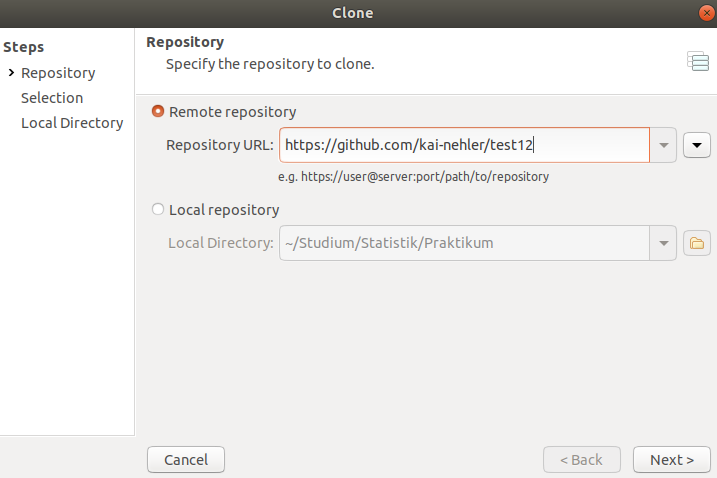 Clone
Steps
Repository
Selection
Local Directory
Repository
Specify the repository to clone.
Remote repository
Repository URL: https://github.com/kai-nehler/test12
e.g. https://user@server:port/path/to/repository
Local repository
Local Directory: ~/Studium/Statistik/Praktikum
Cancel < Back Next >